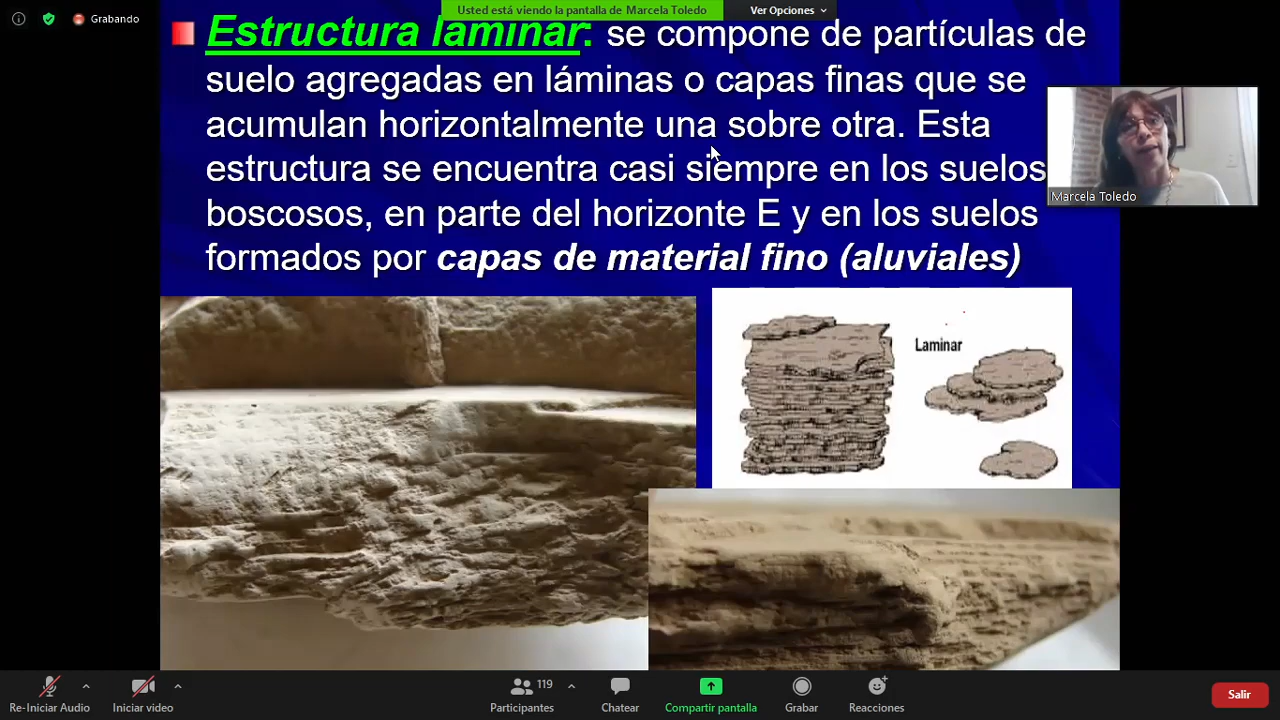 Grabando
Usted está viendo la pantalla de Marcela Toledo
Ver Opciones
Estructura laminar: se compone de partículas de
suelo agregadas en láminas o capas finas que se
acumulan horizontalmente una sobre otra. Esta
estructura se encuentra casi siempre en los suelos
boscosos, en parte del horizonte E y en los suelos
formados por capas de material fino (aluviales)
Marcela Toledo
Laminar
Re-Iniciar Audio
Iniciar video
119
Participantes
Chatear
Compartir pantalla
Grabar
Reacciones
Salir